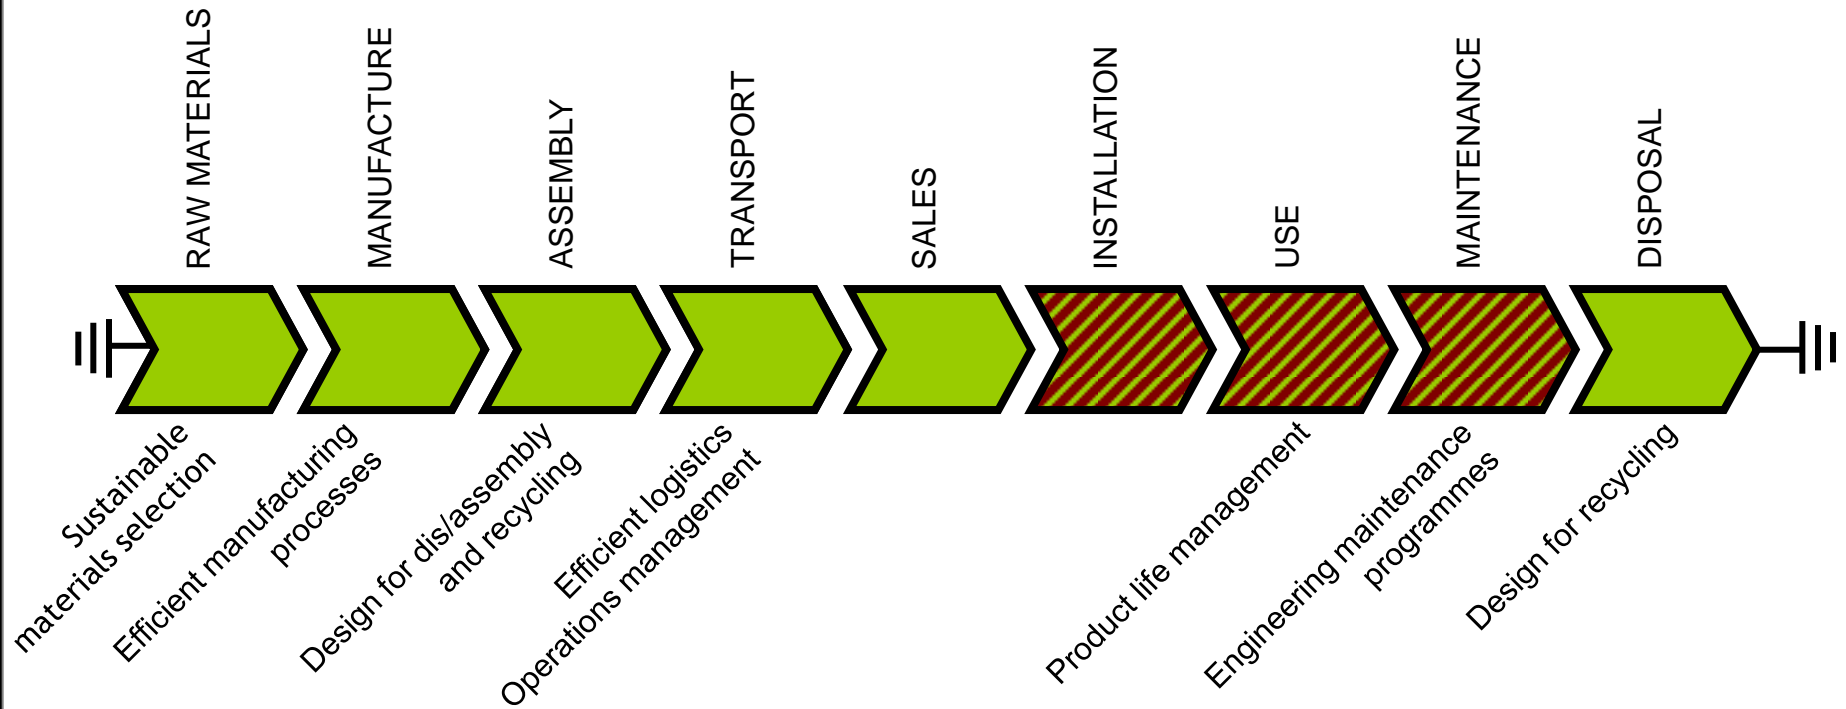 RAW MATERIALS
MANUFACTURE
ASSEMBLY
TRANSPORT
SALES
INSTALLATION
USE
MAINTENANCE
DISPOSAL
Sustainable
materials selection
Efficient manufacturing
processes
Design for dis/assembly
and recycling
Efficient logistics
Operations management
Product life management
Engineering maintenance
programmes
Design for recycling